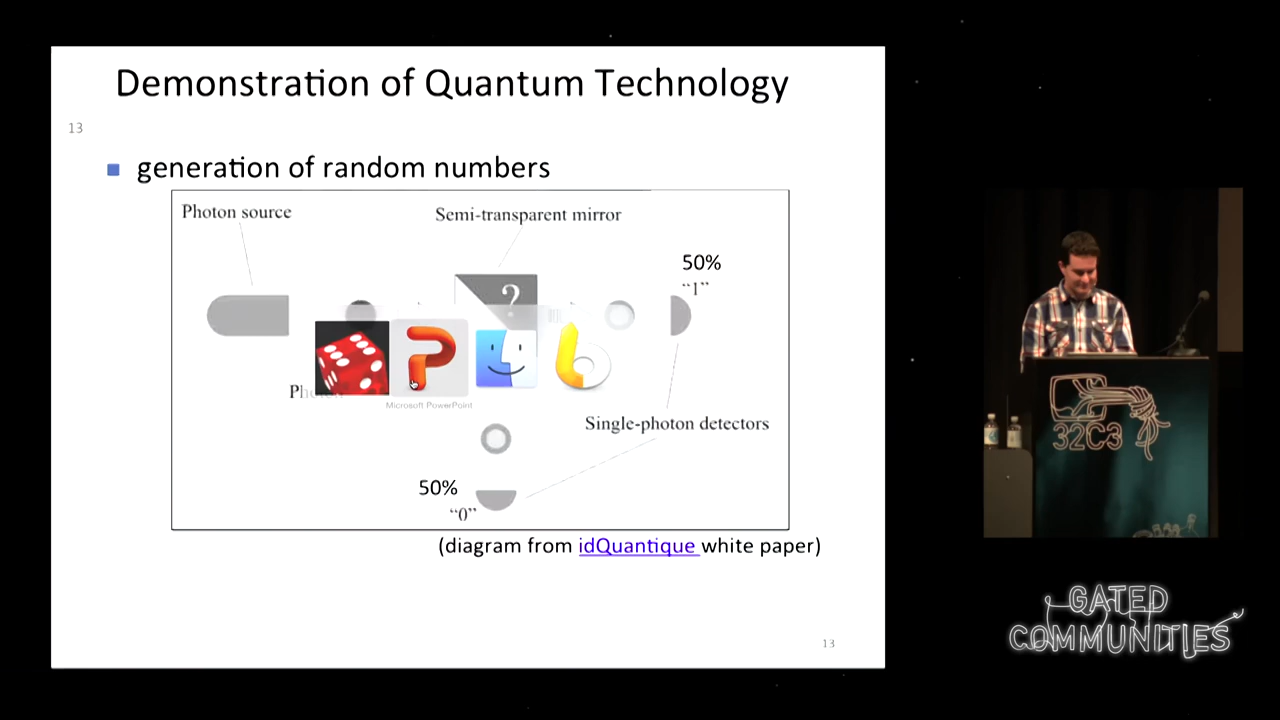 Demonstration of Quantum Technology
13
generation of random numbers
Photon source
Semi-transparent mirror
50%
“1”
?
Microsoft PowerPoint
Single-photon detectors
50%
“0”
(diagram from idQuantique white paper)
13
32C3
GATED
COMMUNITIES